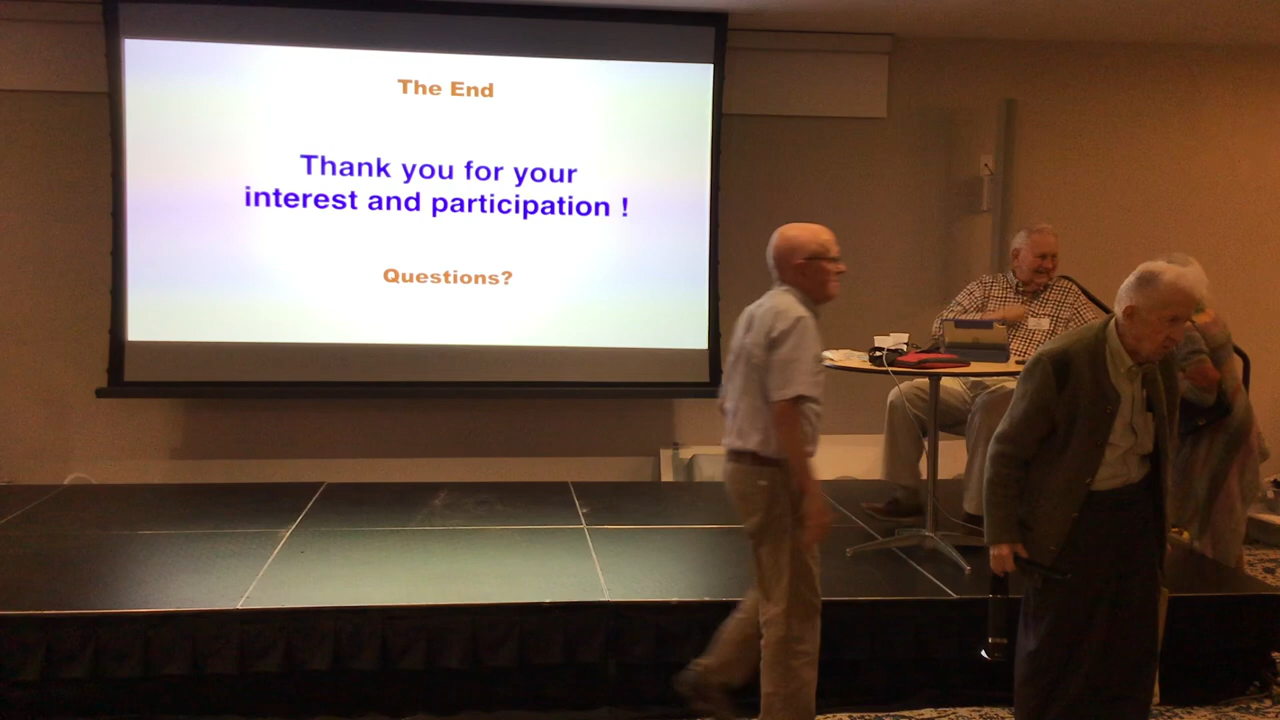 The End
Thank you for your
interest and participation !
Questions?